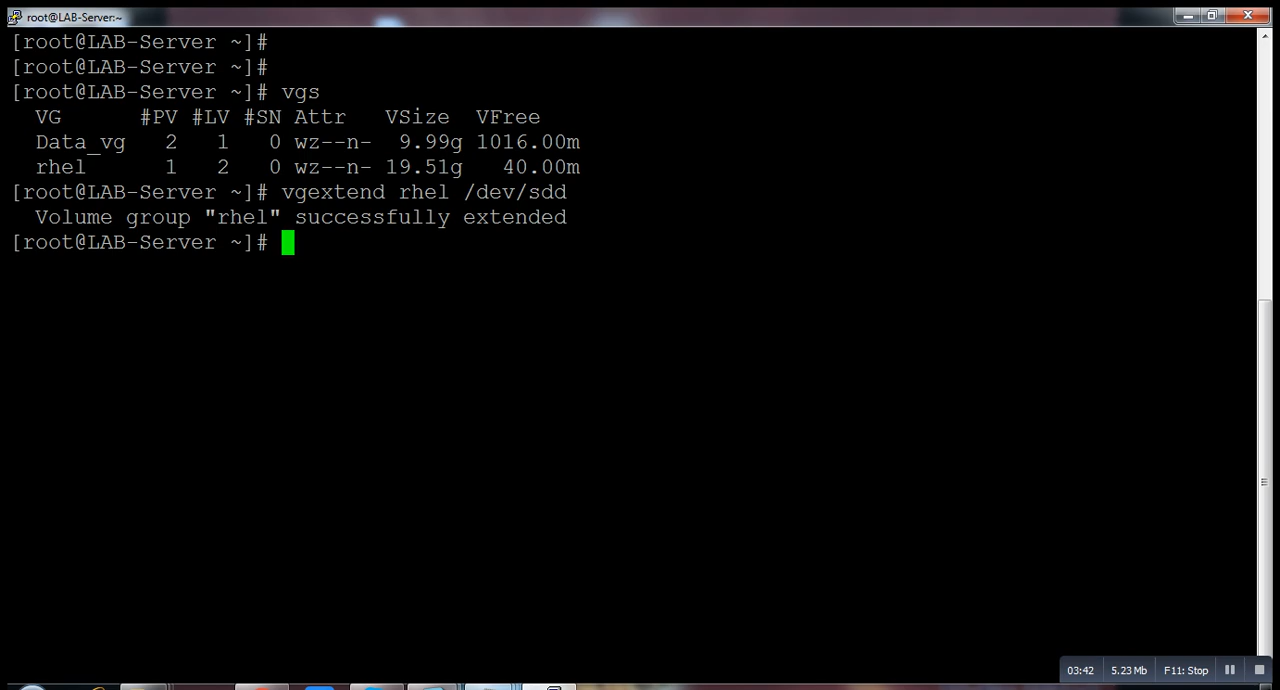 root@LAB-Server:~
[root@LAB-Server ~]#
[root@LAB-Server ~]#
[root@LAB-Server ~]# vgs
VG #PV #LV #SN Attr VSize VFree
Data_vg 2 1 0 wz--n- 9.99g 1016.00m
rhel 1 2 0 wz--n- 19.51g 40.00m
[root@LAB-Server ~]# vgextend rhel /dev/sdd
Volume group "rhel" successfully extended
[root@LAB-Server ~]#
03:42 5.23 Mb F11: Stop